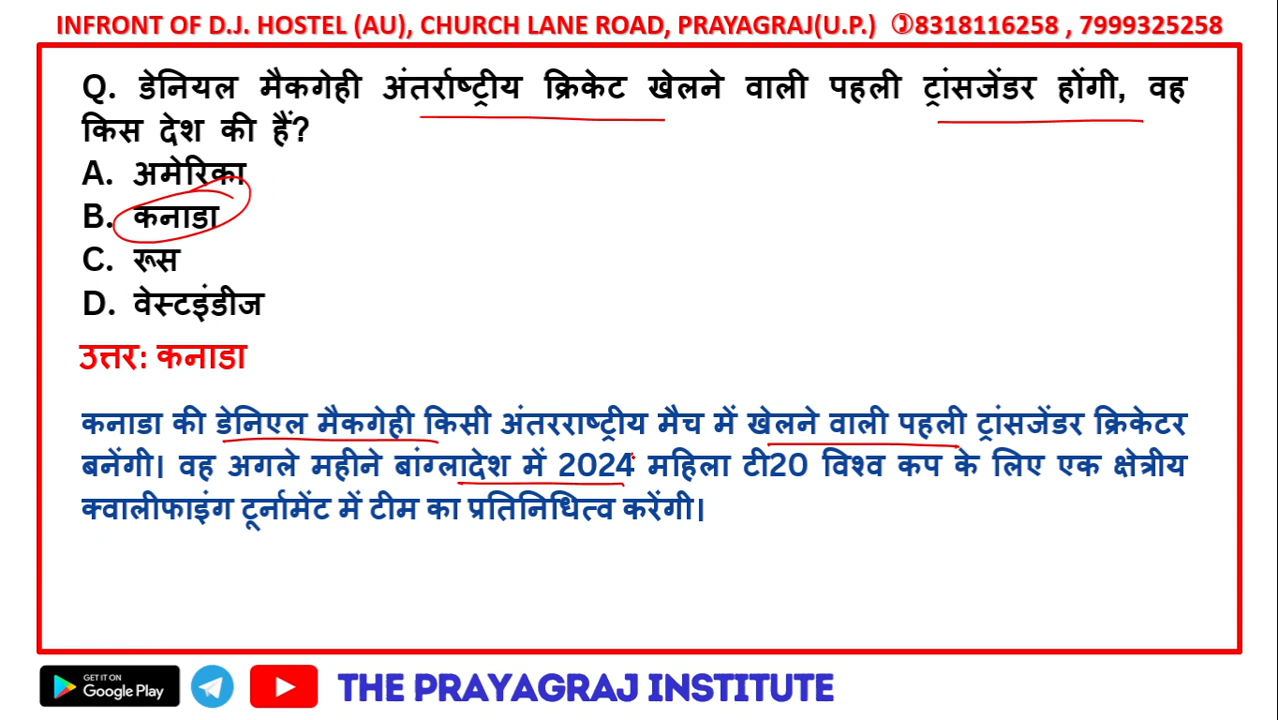 INFRONT OF D.J. HOSTEL (AU), CHURCH LANE ROAD, PRAYAGRAJ(U.P.) ✆8318116258 , 7999325258
Q. डेनियल मैकगेही अंतर्राष्ट्रीय क्रिकेट खेलने वाली पहली ट्रांसजेंडर होंगी, वह
किस देश की हैं?
A. अमेरिका
B. कनाडा
C. रूस
D. वेस्टइंडीज
उत्तर: कनाडा
कनाडा की डेनिएल मैकगेही किसी अंतरराष्ट्रीय मैच में खेलने वाली पहली ट्रांसजेंडर क्रिकेटर
बनेंगी। वह अगले महीने बांग्लादेश में 2024 महिला टी20 विश्व कप के लिए एक क्षेत्रीय
क्वालीफाइंग टूर्नामेंट में टीम का प्रतिनिधित्व करेंगी।
GET IT ON
Google Play
THE PRAYAGRAJ INSTITUTE